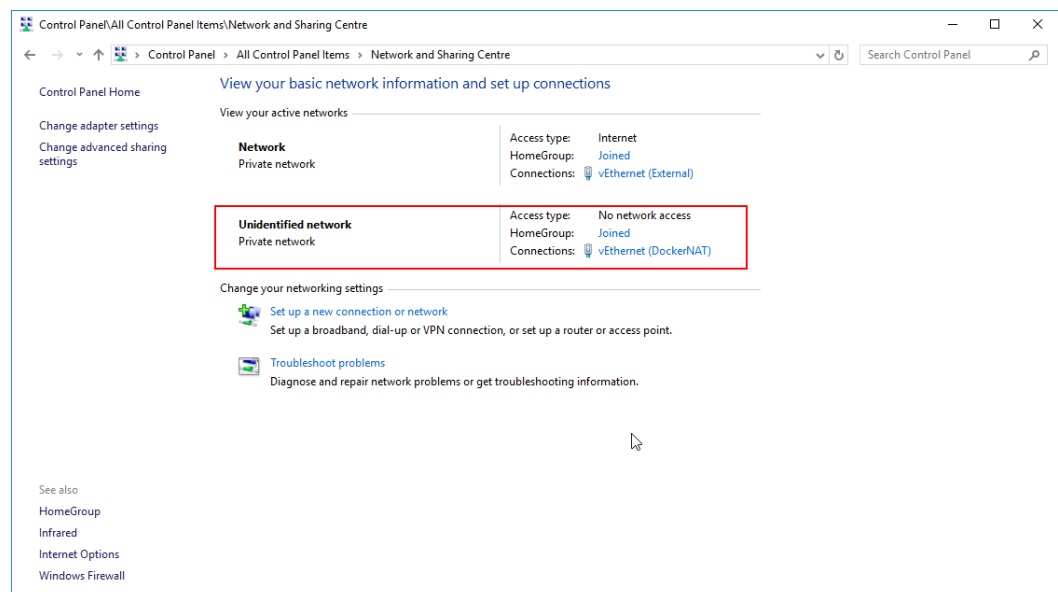 Control Panel\All Control Panel Items\Network and Sharing Centre
Control Panel › All Control Panel Items › Network and Sharing Centre
Search Control Panel
Control Panel Home
Change adapter settings
Change advanced sharing
settings
View your basic network information and set up connections
View your active networks
Network
Private network
Access type: Internet
HomeGroup: Joined
Connections: vEthernet (External)
Unidentified network
Private network
Access type: No network access
HomeGroup: Joined
Connections: vEthernet (DockerNAT)
Change your networking settings
Set up a new connection or network
Set up a broadband, dial-up or VPN connection, or set up a router or access point.
Troubleshoot problems
Diagnose and repair network problems or get troubleshooting information.
See also
HomeGroup
Infrared
Internet Options
Windows Firewall